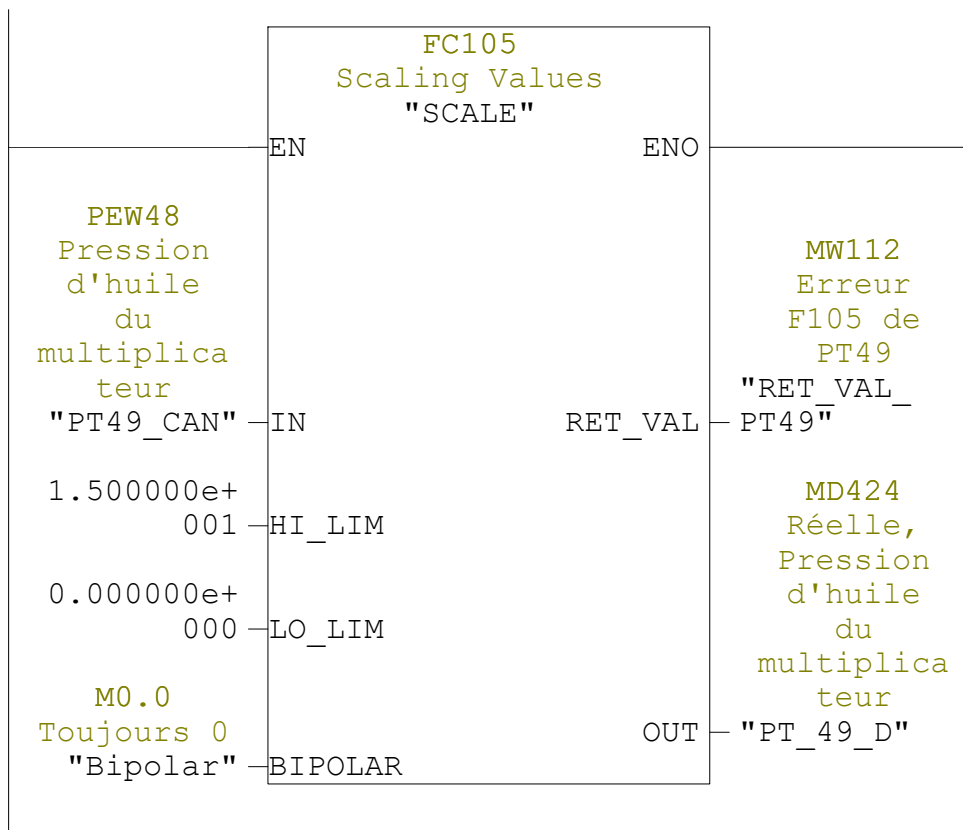 FC105
Scaling Values
"SCALE"
EN
ENO
PEW48
Pression
d'huile
du
multiplica
teur
"PT49_CAN"
IN
MW112
Erreur
F105 de
PT49
"RET_VAL_
RET_VAL
PT49"
1.500000e+
001
HI_LIM
0.000000e+
000
LO_LIM
MD424
Réelle,
Pression
d'huile
du
multiplica
teur
OUT
"PT_49_D"
M0.0
Toujours 0
"Bipolar"
BIPOLAR